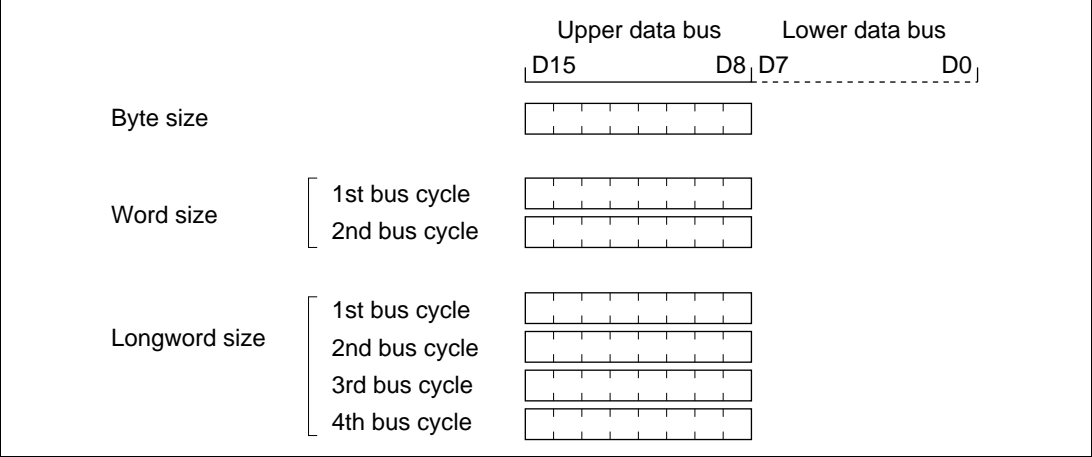 Upper data bus Lower data bus
D15 D8 D7 D0
Byte size
Word size
1st bus cycle
2nd bus cycle
Longword size
1st bus cycle
2nd bus cycle
3rd bus cycle
4th bus cycle